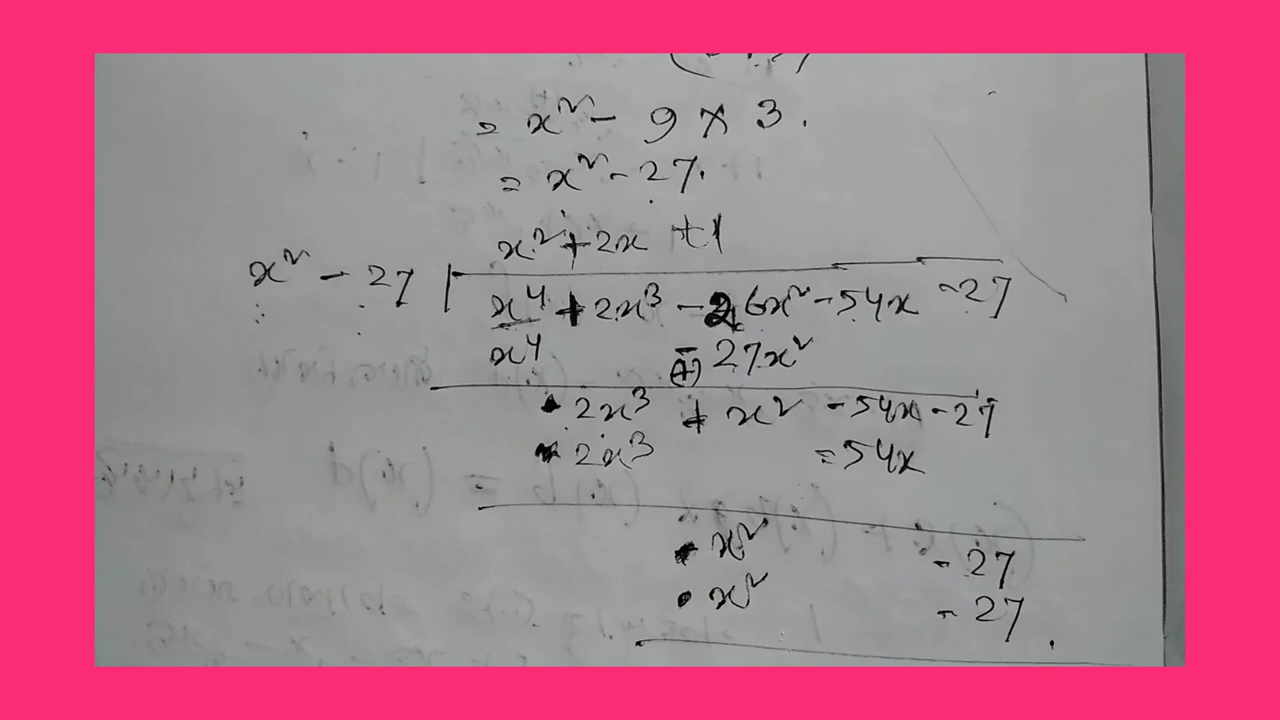 = x² - 9 × 3.
= x² - 27.
x² + 2x + 1
x² - 27 | x⁴ + 2x³ - 26x² - 54x - 27
x⁴ (+) - 27x²
2x³ + x² - 54x - 27
2x³ = 54x
x² - 27
x² - 27.